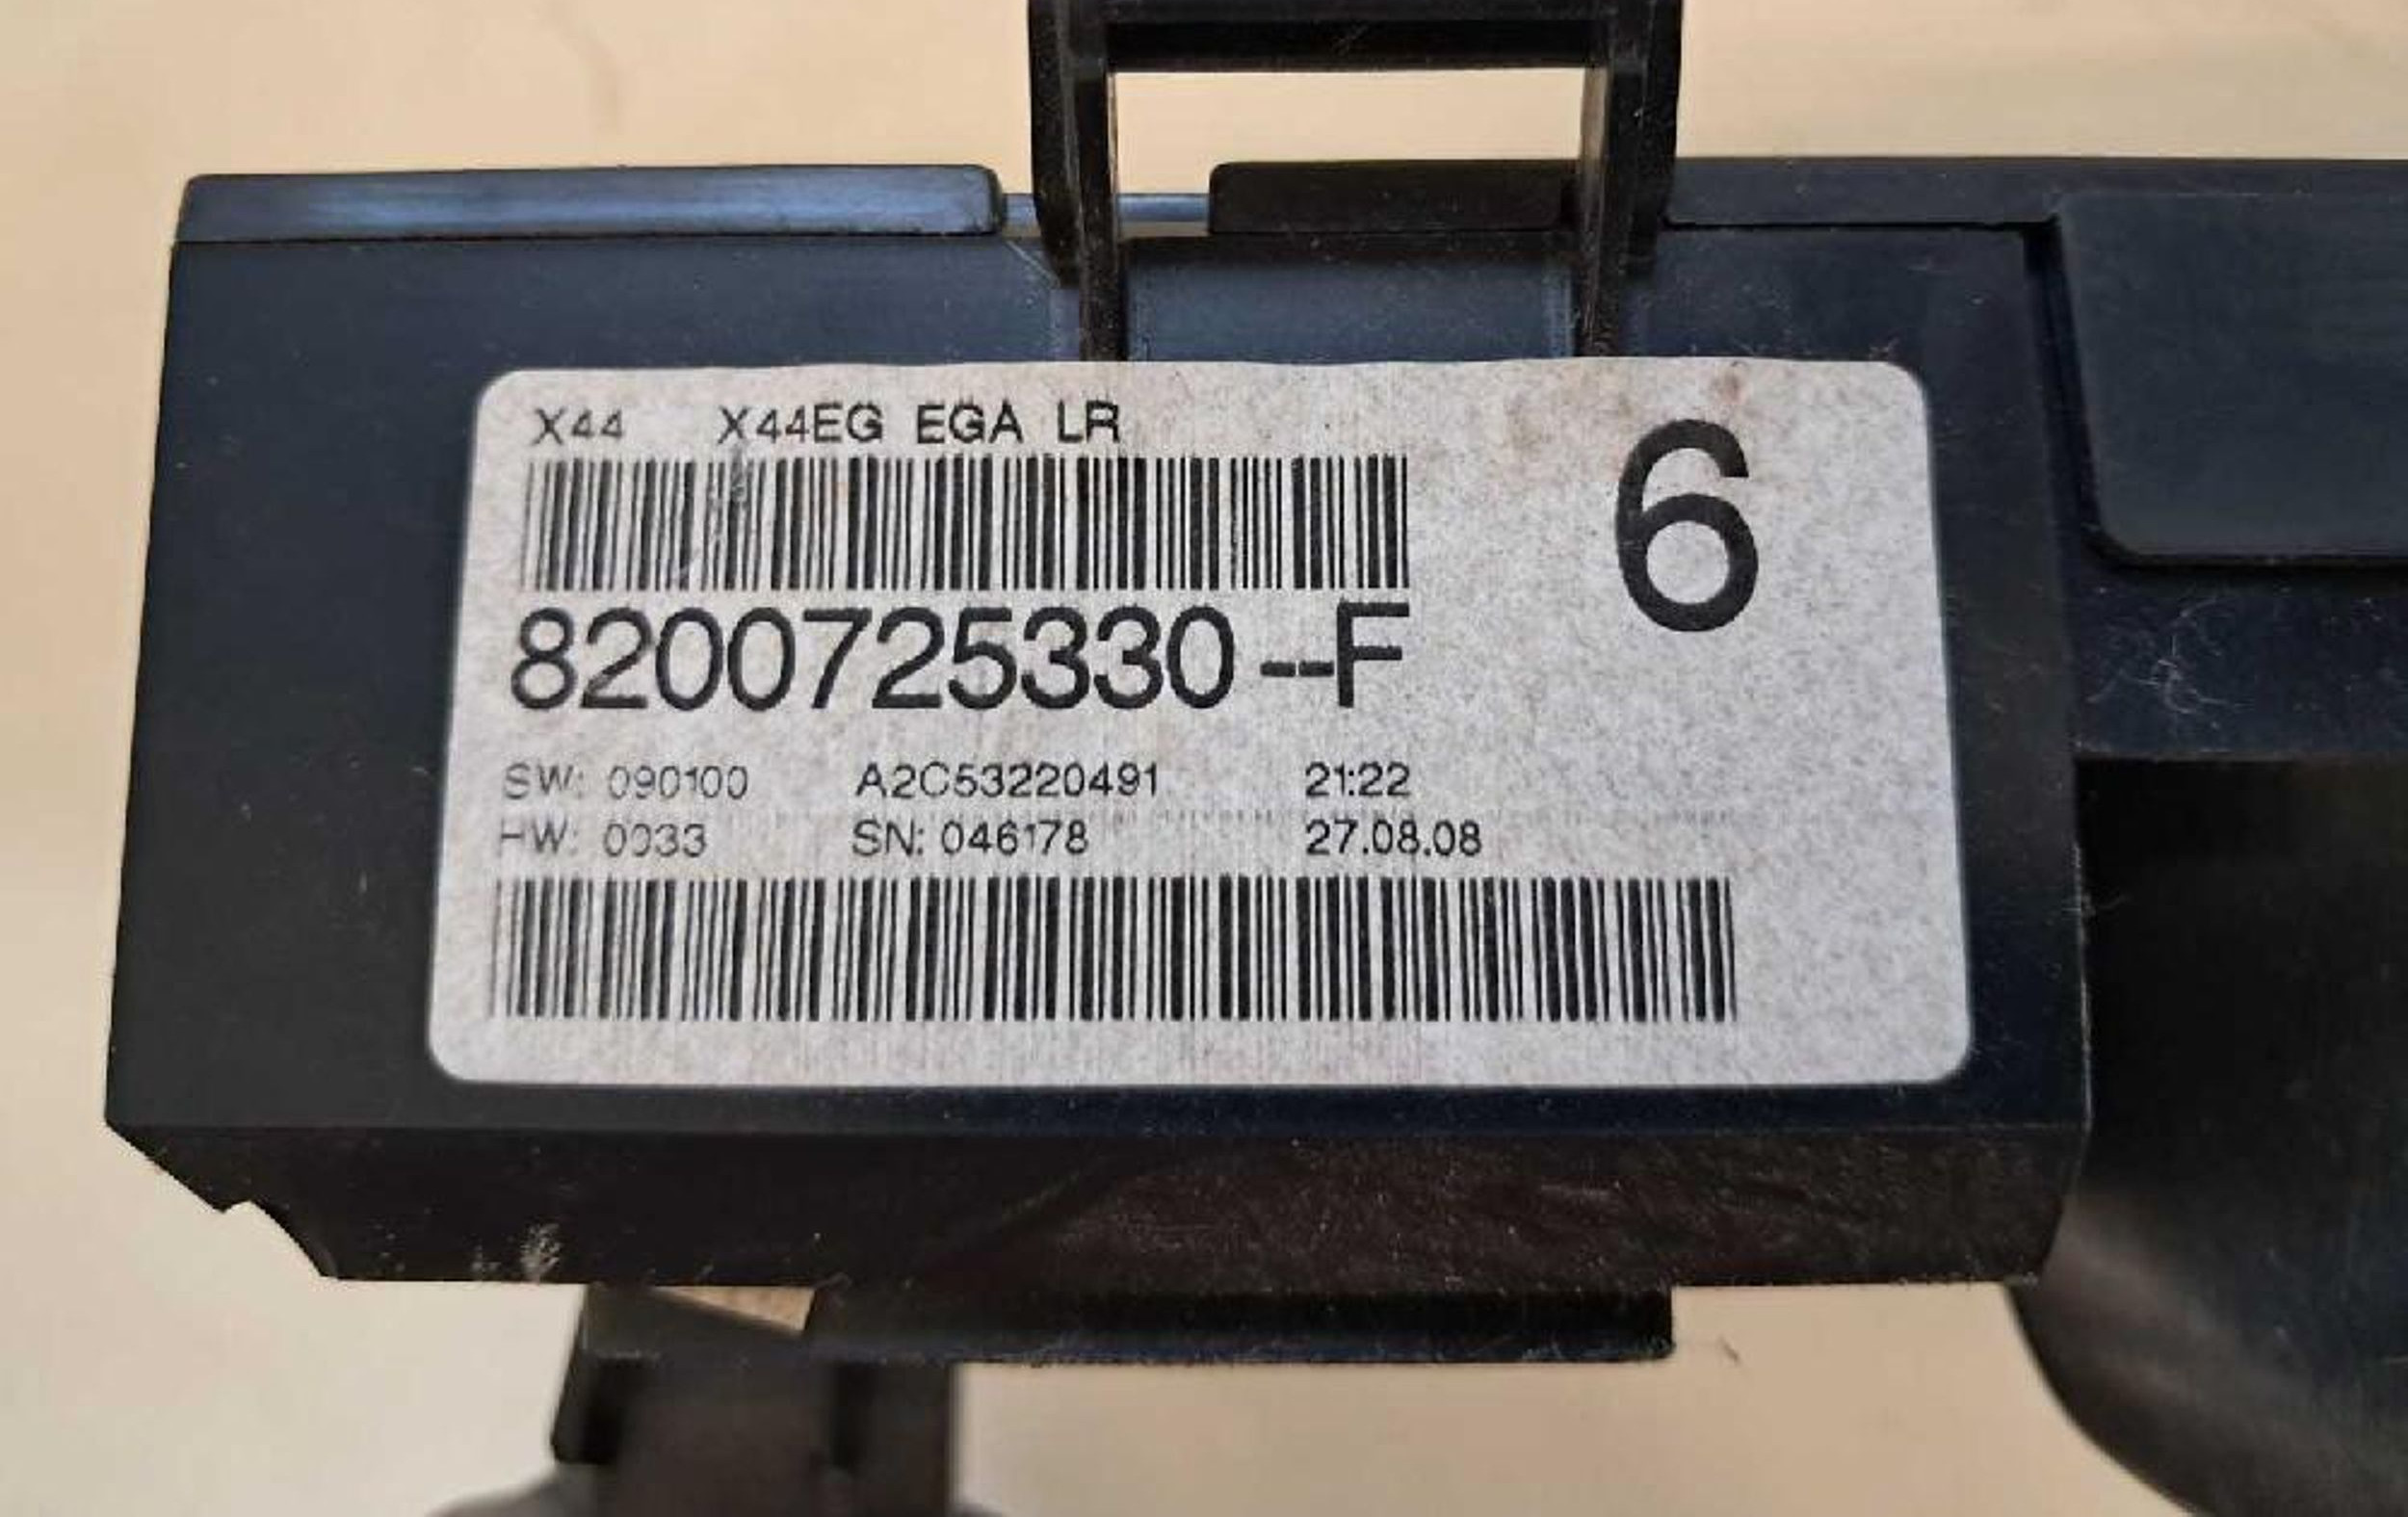 X44 X44EG EGA LR
6
8200725330--F
SW: 090100 A2C53220491 21:22
HW: 0033 SN: 046178 27.08.08